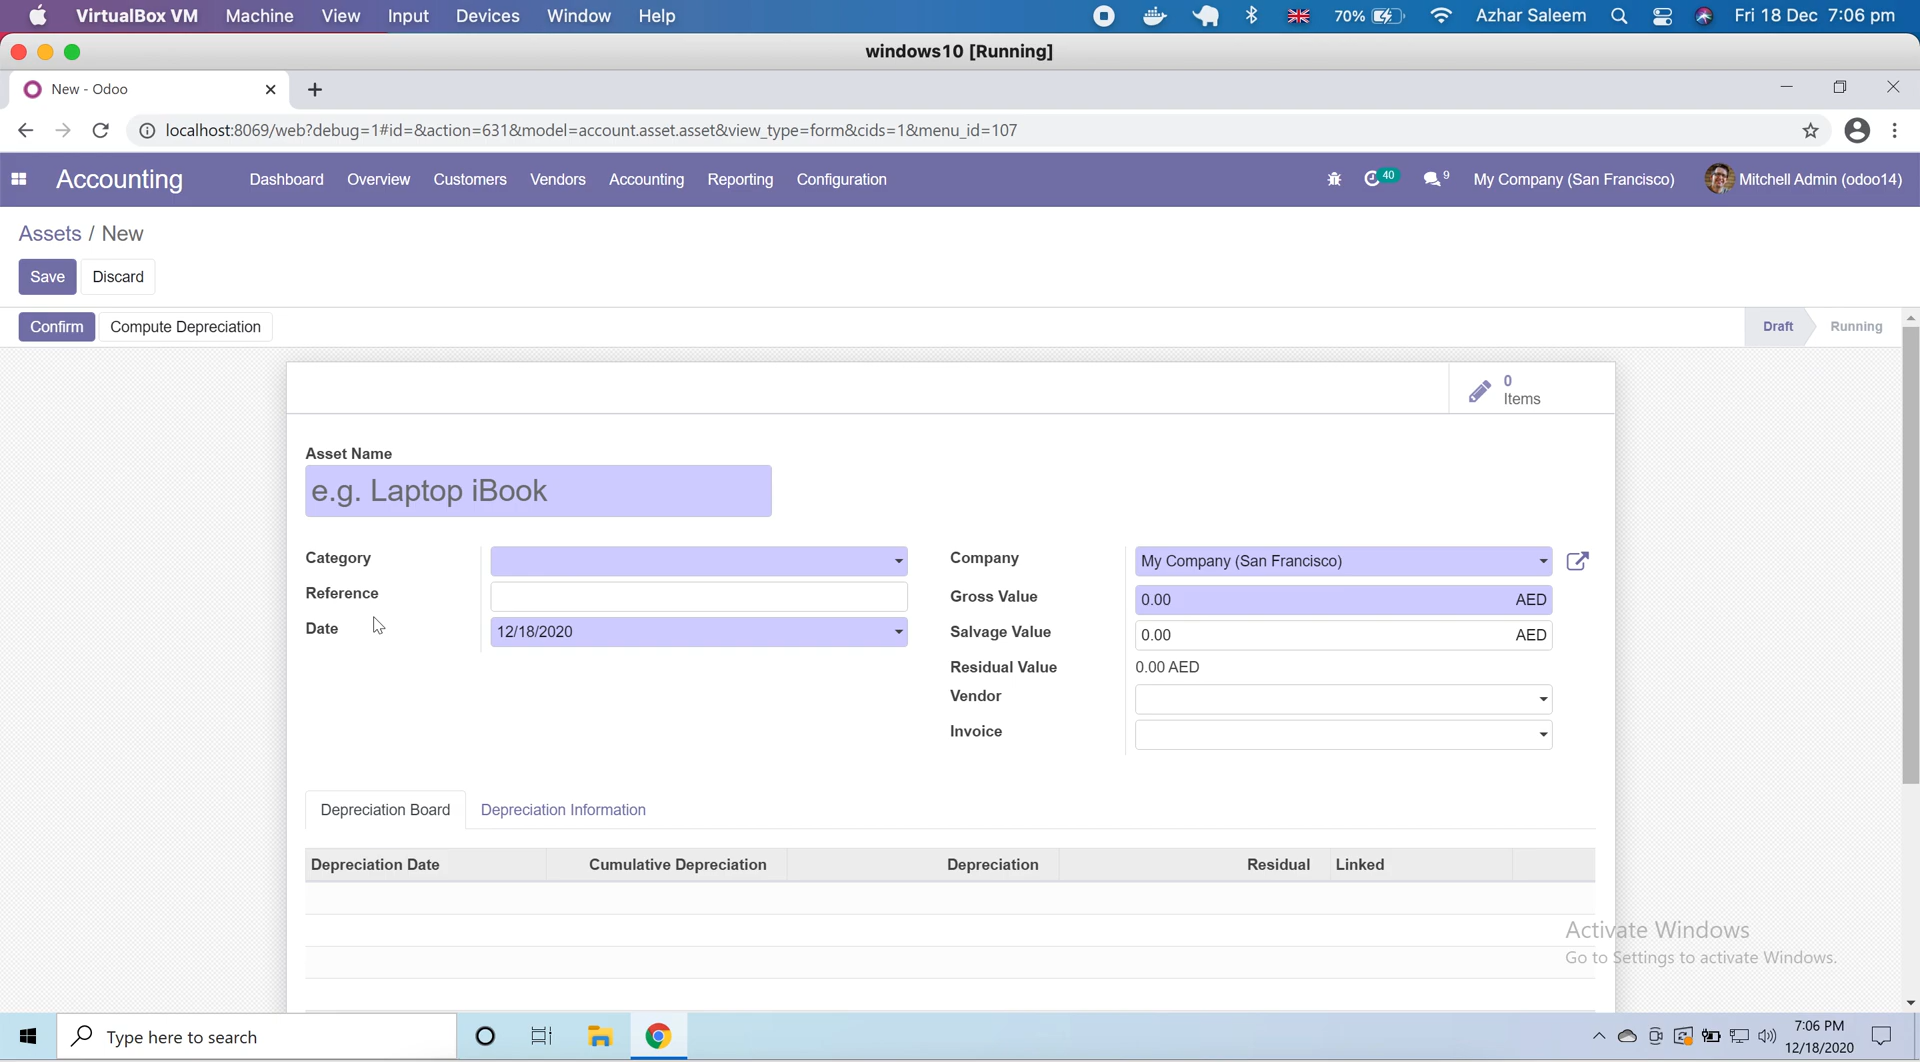 VirtualBox VM Machine View Input Devices Window Help 70% Azhar Saleem Fri 18 Dec 7:06 pm
windows10 [Running]
New - Odoo
localhost:8069/web?debug=1#id=&action=631&model=account.asset.asset&view_type=form&cids=1&menu_id=107
Accounting Dashboard Overview Customers Vendors Accounting Reporting Configuration 40 9 My Company (San Francisco) Mitchell Admin (odoo14)
Assets / New
Save Discard
Confirm Compute Depreciation Draft Running
0
Items
Asset Name
e.g. Laptop iBook
Category
Reference
Date 12/18/2020
Company My Company (San Francisco)
Gross Value 0.00 AED
Salvage Value 0.00 AED
Residual Value 0.00 AED
Vendor
Invoice
Depreciation Board Depreciation Information
Depreciation Date Cumulative Depreciation Depreciation Residual Linked
Activate Windows
Go to Settings to activate Windows.
Type here to search
7:06 PM
12/18/2020